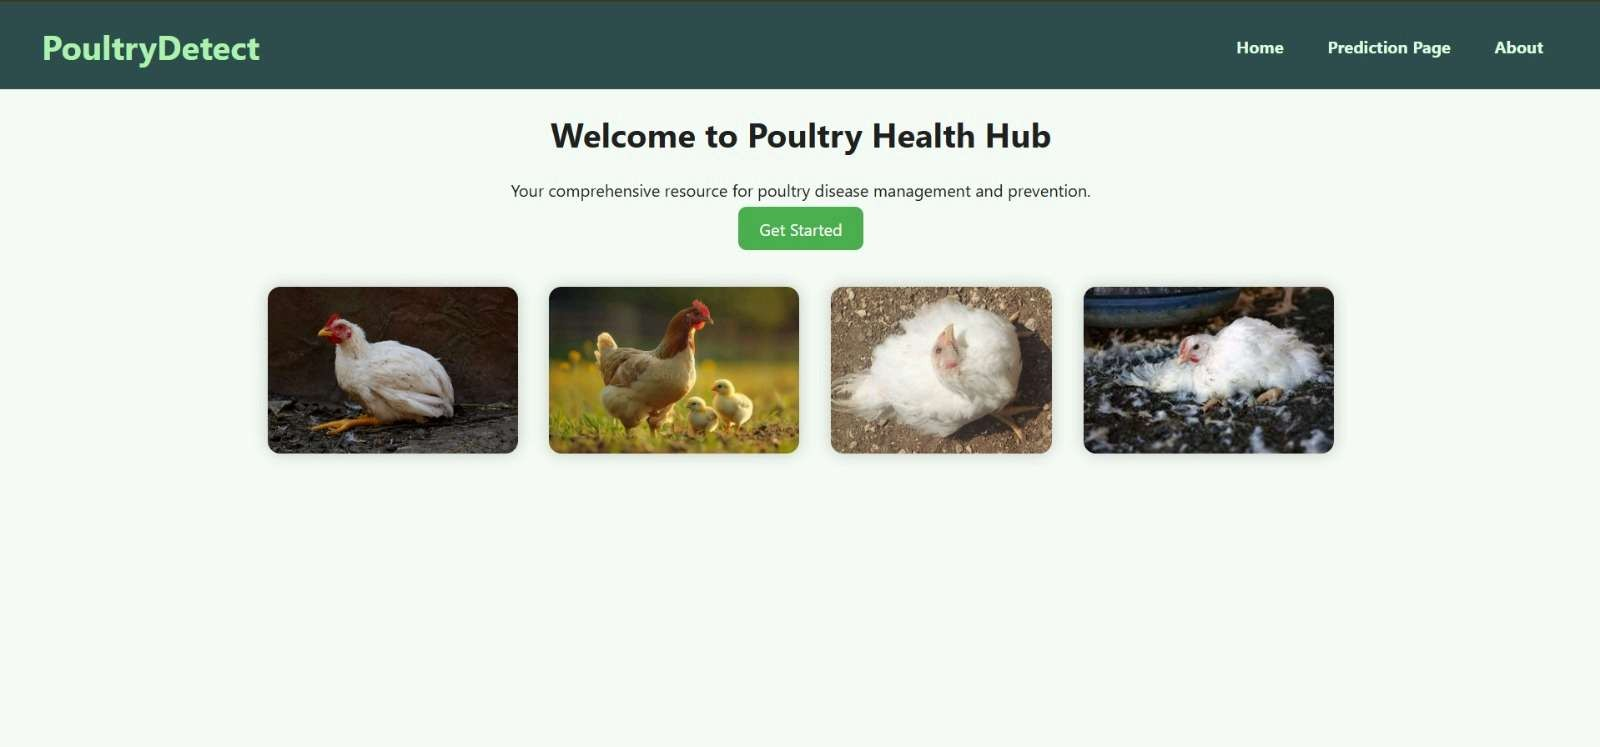 PoultryDetect
Home Prediction Page About
Welcome to Poultry Health Hub
Your comprehensive resource for poultry disease management and prevention.
Get Started